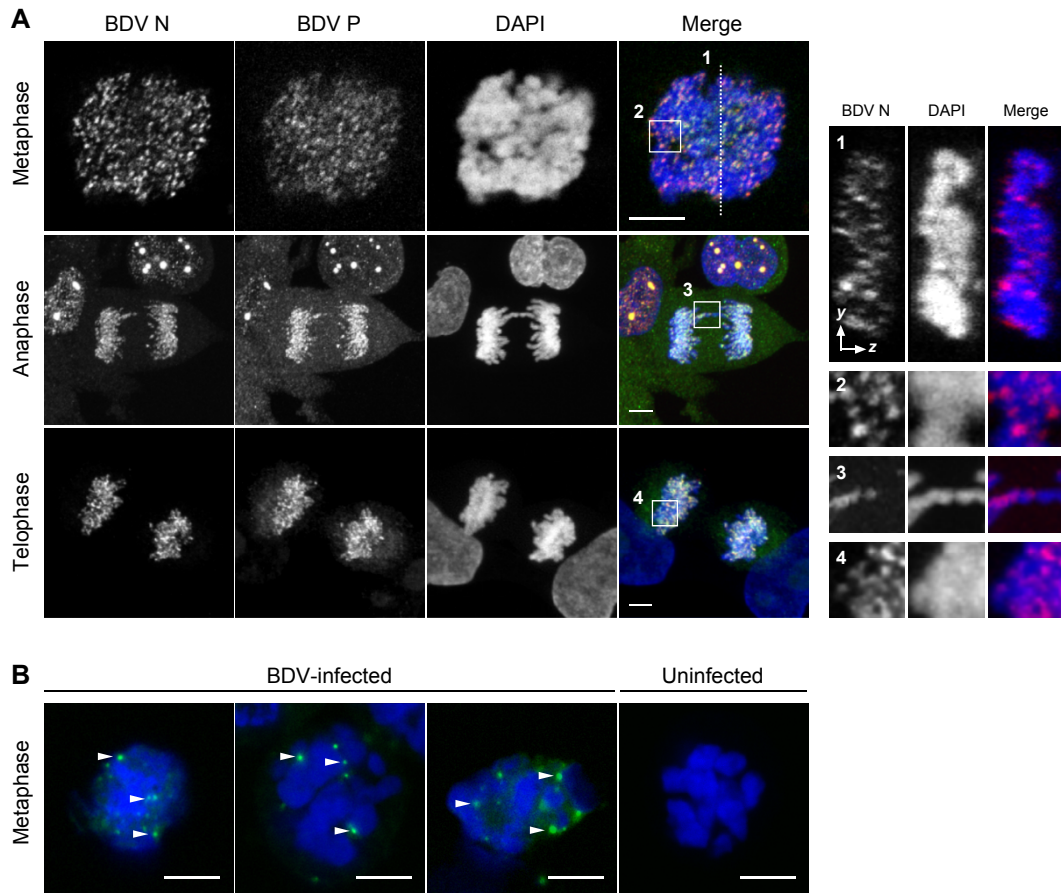 A
BDV N BDV P DAPI Merge
Metaphase
1
2
Anaphase
3
Telophase
4
BDV N DAPI Merge
1
y
z
2
3
4
B
BDV-infected Uninfected
Metaphase